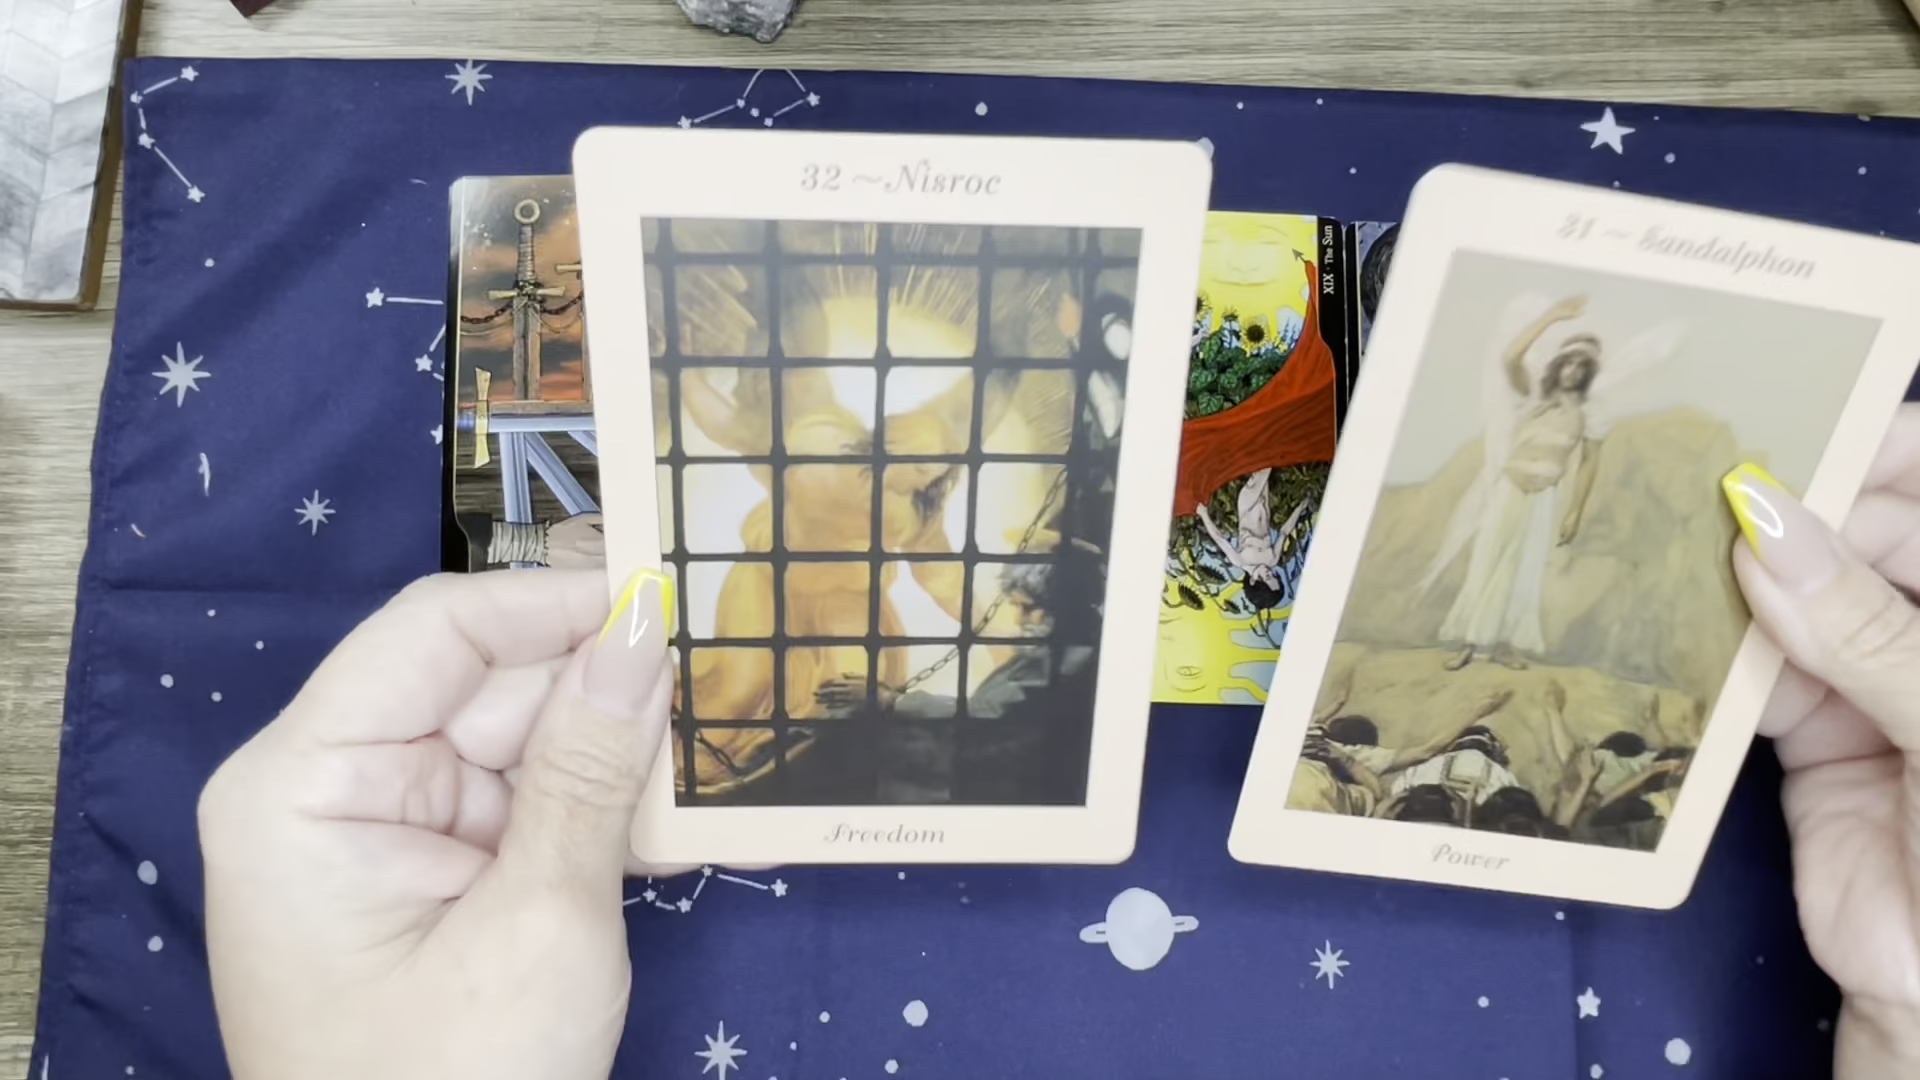 32 ~ Nisroc
Freedom
21 ~ Sandalphon
Power
XIX · The Sun